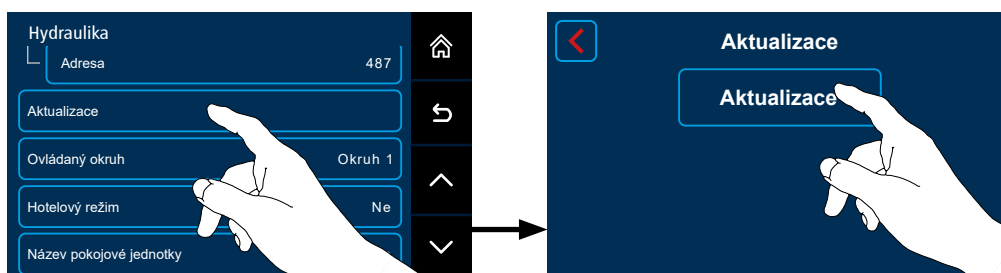 Hydraulika
Adresa 487
Aktualizace
Ovládaný okruh Okruh 1
Hotelový režim Ne
Název pokojové jednotky
Aktualizace
Aktualizace